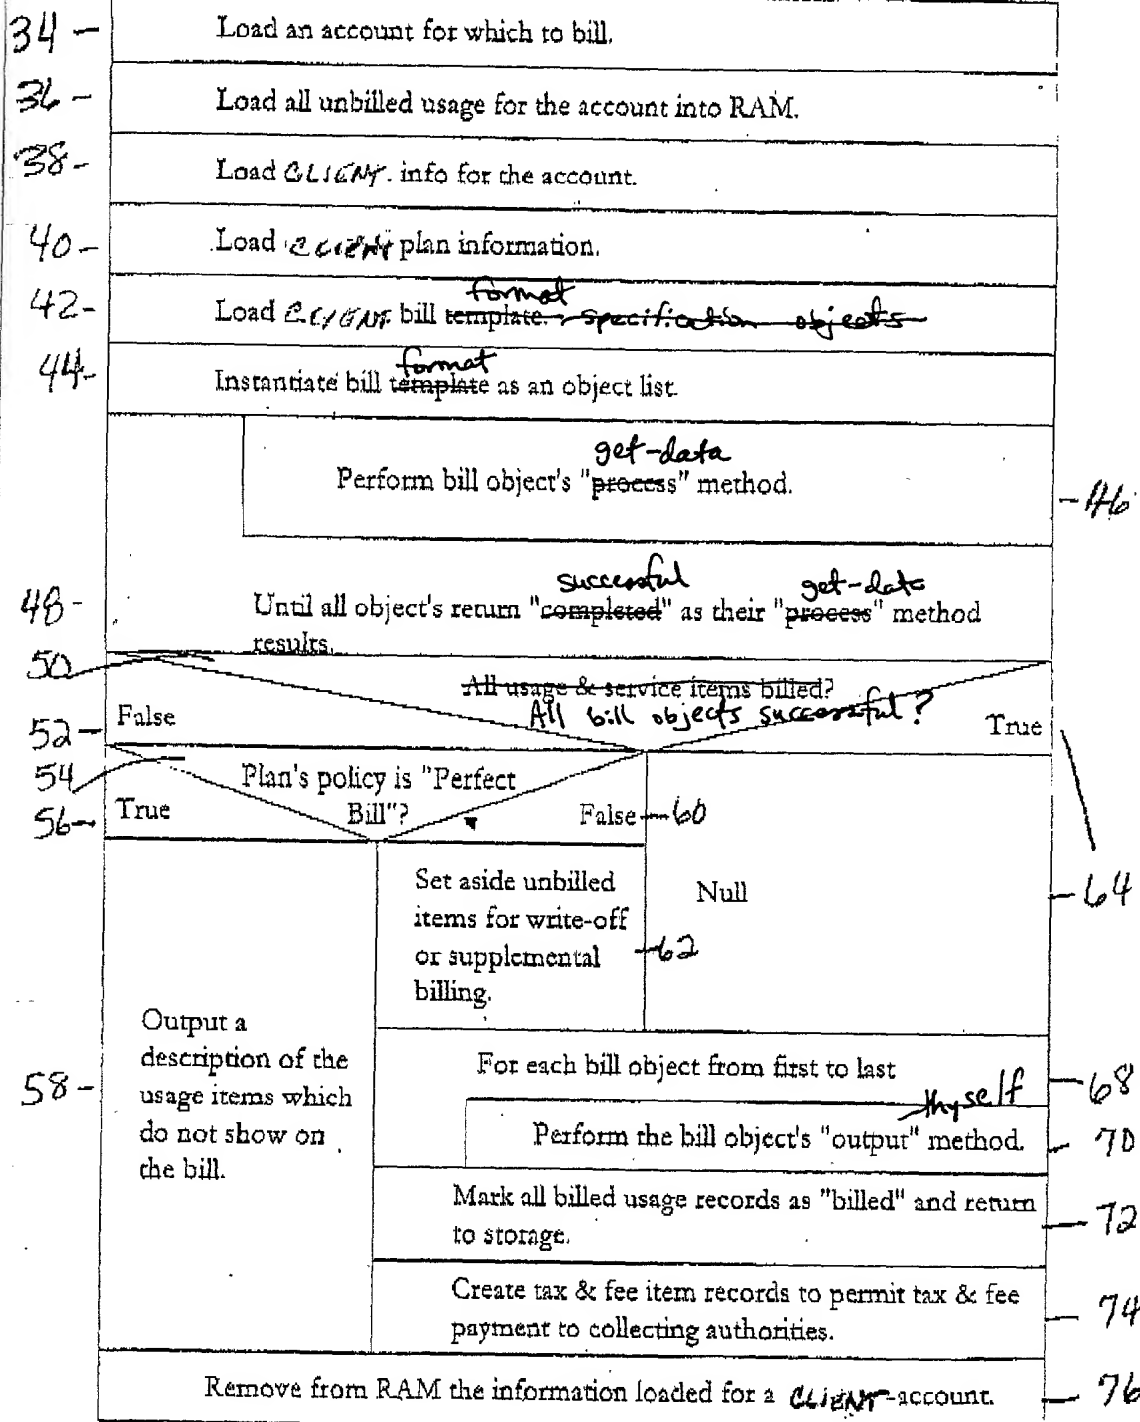 34 - Load an account for which to bill.
36 - Load all unbilled usage for the account into RAM.
38 - Load CLIENT. info for the account.
40 - Load CLIENT plan information.
format
42 - Load CLIENT bill template. specification objects
format
44 - Instantiate bill template as an object list.
get-data
Perform bill object's "process" method. - 46
successful get-data
48 - Until all object's return "completed" as their "process" method
results.
50
All usage & service items billed?
All bill objects successful?
52 - False True
54 Plan's policy is "Perfect
56 - True Bill"? False - 60
Set aside unbilled
items for write-off
or supplemental
billing.
- 62
Null - 64
Output a
description of the
58 - usage items which
do not show on
the bill.
For each bill object from first to last - 68
thyself
Perform the bill object's "output" method. - 70
Mark all billed usage records as "billed" and return
to storage. - 72
Create tax & fee item records to permit tax & fee
payment to collecting authorities. - 74
Remove from RAM the information loaded for a CLIENT-account. - 76